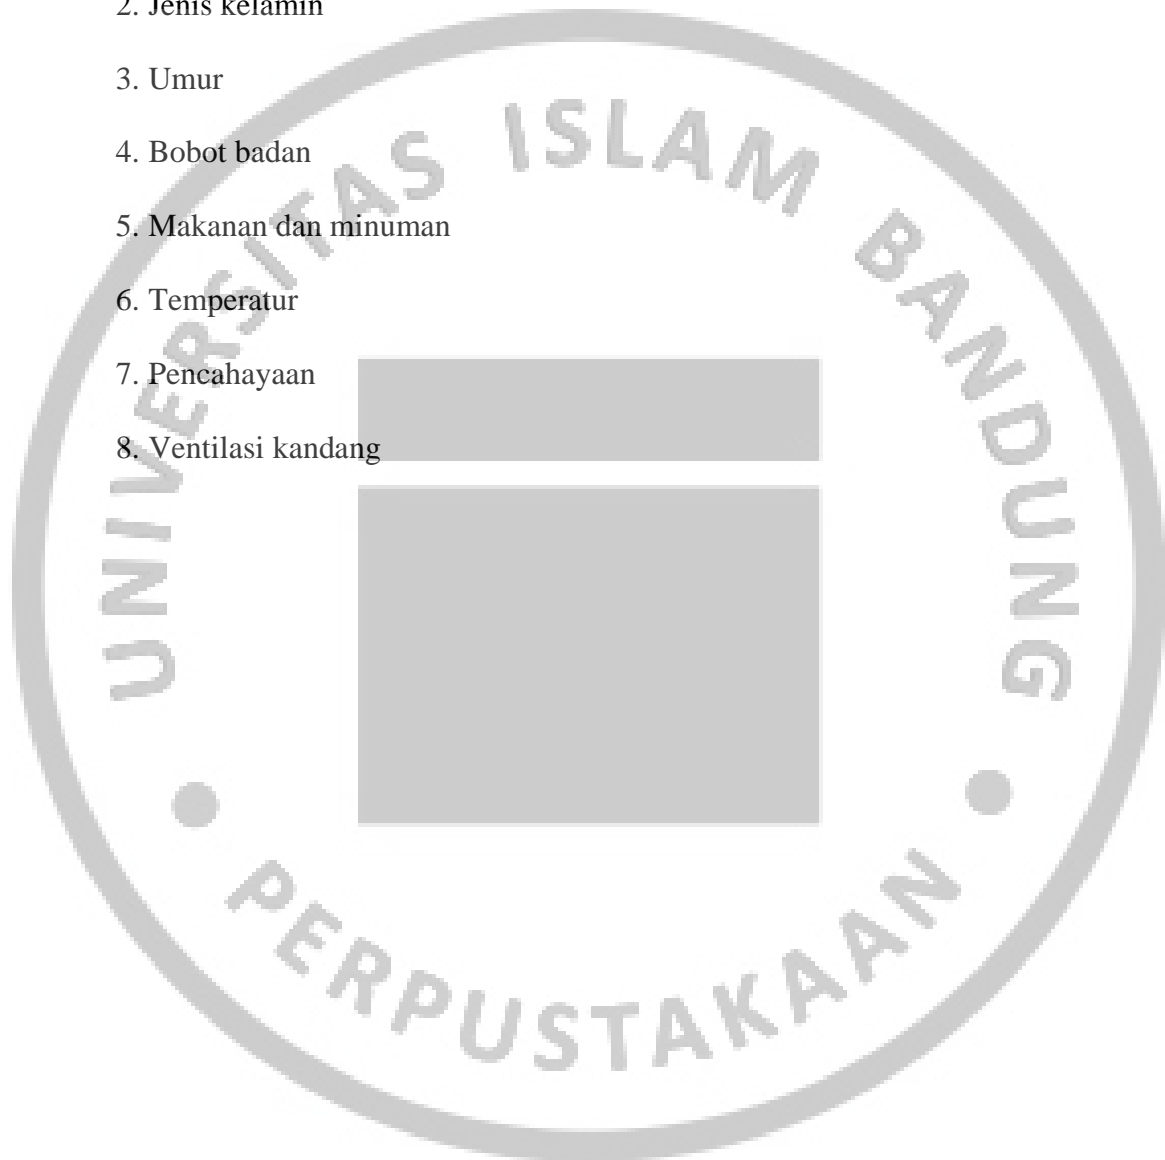 2. Jenis kelamin
3. Umur
4. Bobot badan
5. Makanan dan minuman
6. Temperatur
7. Pencahayaan
8. Ventilasi kandang
UNIVERSITAS ISLAM BANDUNG
PERPUSTAKAAN